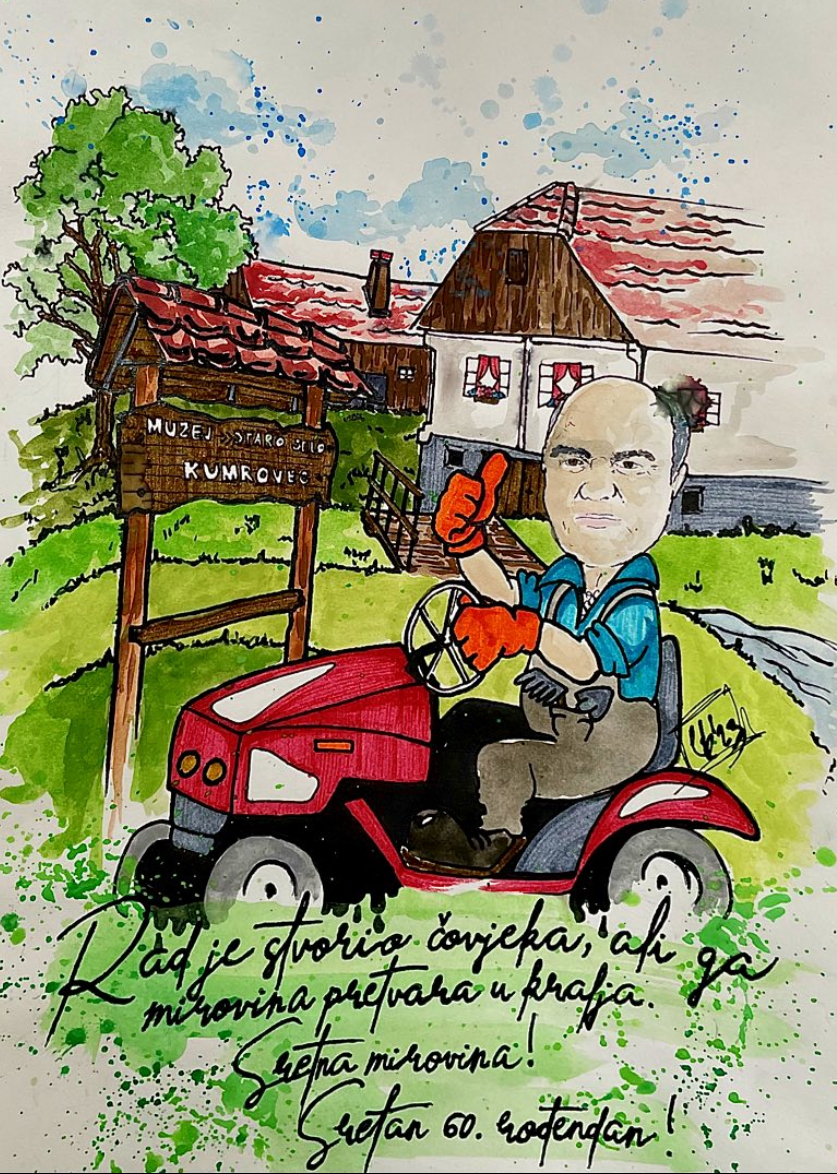 MUZEJ "STARO SELO"
KUMROVEC
Rad je stvorio čovjeka, ali ga
mirovina pretvara u kralja.
Sretna mirovina!
Sretan 60. rođendan!